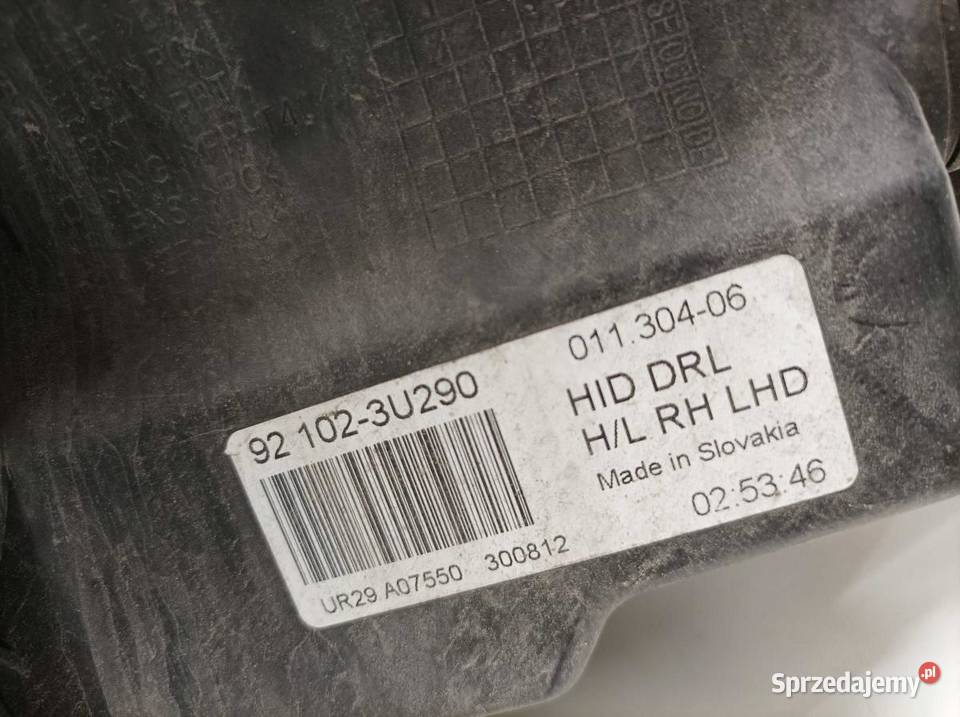 92 102-3U290
011.304-06
HID DRL
H/L RH LHD
Made in Slovakia
02:53:46
UR29 A07550 300812
Sprzedajemy.pl